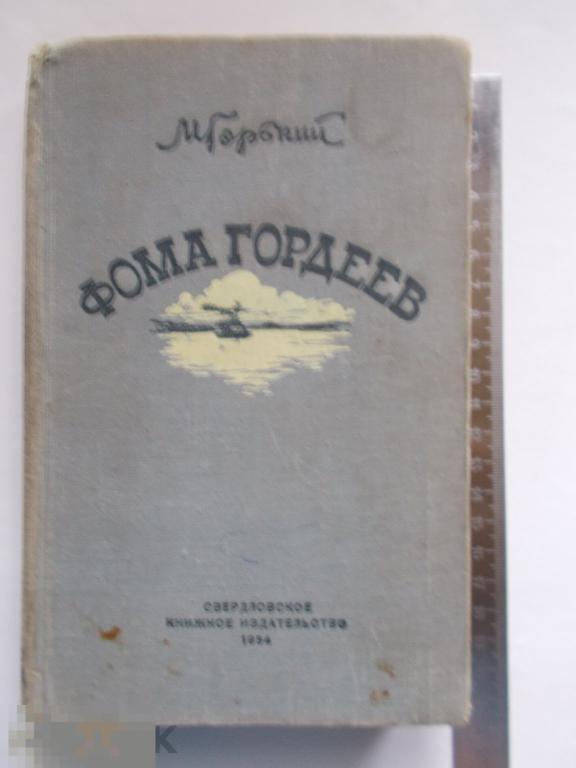 М Горький
ФОМА ГОРДЕЕВ
СВЕРДЛОВСКОЕ
КНИЖНОЕ ИЗДАТЕЛЬСТВО
1954